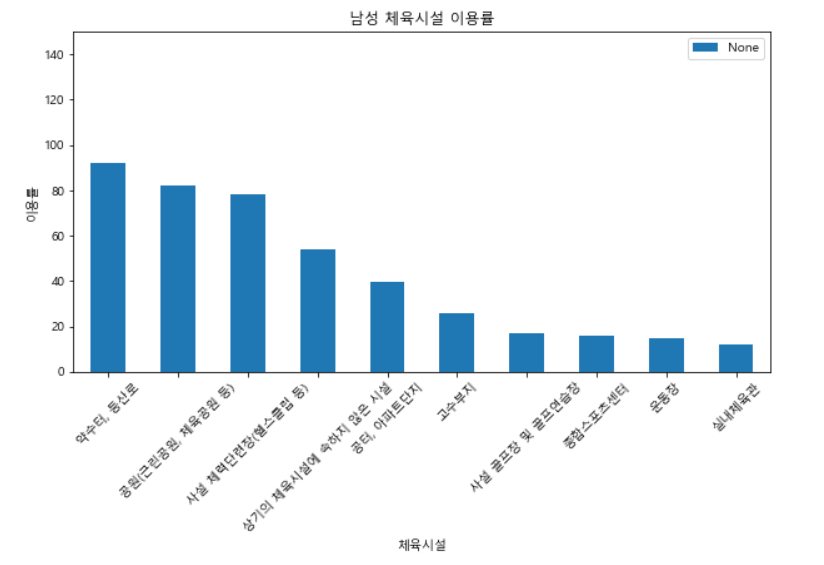 남성 체육시설 이용률
None
이용률
140
120
100
80
60
40
20
0
약수터, 등산로
공원(근린공원, 체육공원 등)
사설 체력단련장(헬스클럽 등)
상기의 체육시설에 속하지 않은 시설
공터, 아파트단지
고수부지
사설 골프장 및 골프연습장
종합스포츠센터
운동장
실내체육관
체육시설